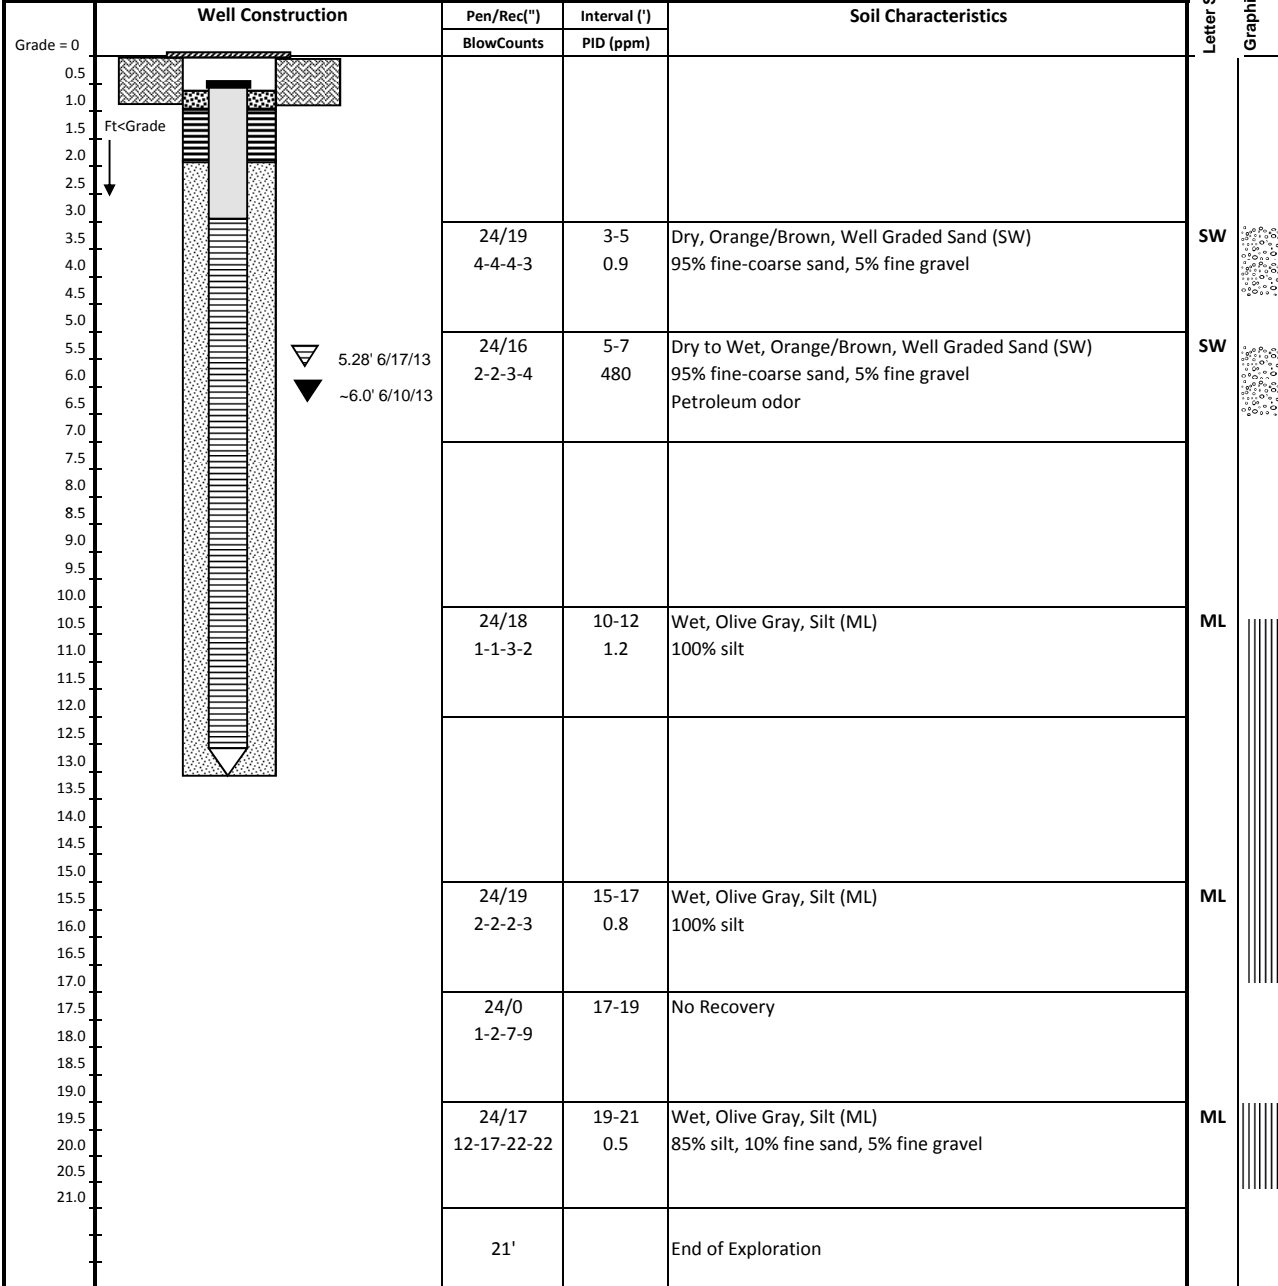 Well Construction
Pen/Rec(")
Interval (')
Soil Characteristics
Letter S
Graphi
Grade = 0
BlowCounts
PID (ppm)
0.5
1.0
1.5
Ft<Grade
2.0
2.5
3.0
3.5
24/19
3-5
Dry, Orange/Brown, Well Graded Sand (SW)
SW
4.0
4-4-4-3
0.9
95% fine-coarse sand, 5% fine gravel
4.5
5.0
5.5
5.28' 6/17/13
24/16
5-7
Dry to Wet, Orange/Brown, Well Graded Sand (SW)
SW
6.0
~6.0' 6/10/13
2-2-3-4
480
95% fine-coarse sand, 5% fine gravel
6.5
Petroleum odor
7.0
7.5
8.0
8.5
9.0
9.5
10.0
10.5
24/18
10-12
Wet, Olive Gray, Silt (ML)
ML
11.0
1-1-3-2
1.2
100% silt
11.5
12.0
12.5
13.0
13.5
14.0
14.5
15.0
15.5
24/19
15-17
Wet, Olive Gray, Silt (ML)
ML
16.0
2-2-2-3
0.8
100% silt
16.5
17.0
17.5
24/0
17-19
No Recovery
18.0
1-2-7-9
18.5
19.0
19.5
24/17
19-21
Wet, Olive Gray, Silt (ML)
ML
20.0
12-17-22-22
0.5
85% silt, 10% fine sand, 5% fine gravel
20.5
21.0
21'
End of Exploration